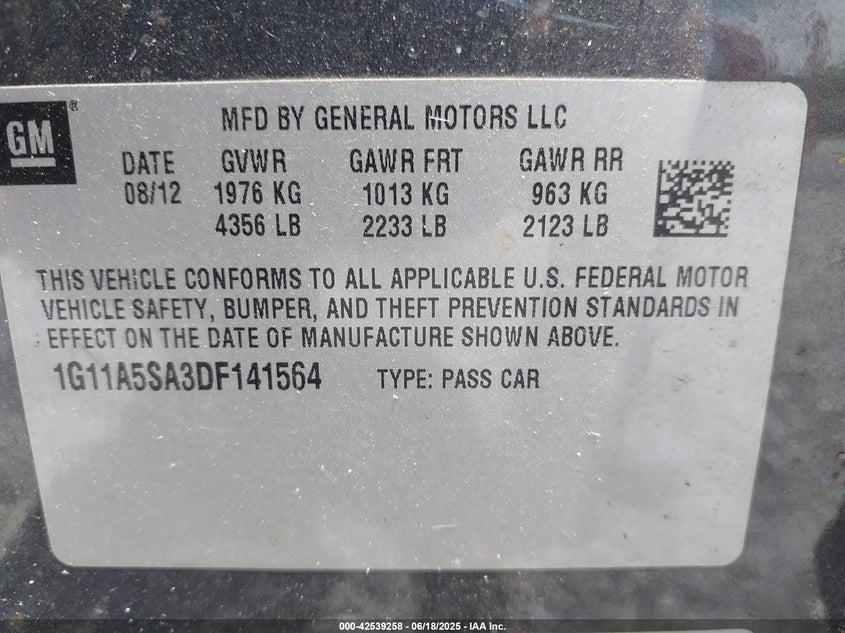 GM®
MFD BY GENERAL MOTORS LLC
DATE GVWR GAWR FRT GAWR RR
08/12 1976 KG 1013 KG 963 KG
4356 LB 2233 LB 2123 LB
THIS VEHICLE CONFORMS TO ALL APPLICABLE U.S. FEDERAL MOTOR
VEHICLE SAFETY, BUMPER, AND THEFT PREVENTION STANDARDS IN
EFFECT ON THE DATE OF MANUFACTURE SHOWN ABOVE.
1G11A5SA3DF141564 TYPE: PASS CAR
000-42539258 - 06/18/2025 - IAA Inc.